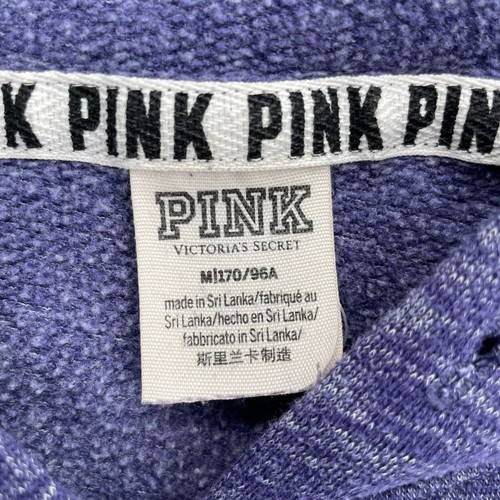 K PINK PINK PIN
PINK
VICTORIA'S SECRET
M|170/96A
made in Sri Lanka/fabriqué au
Sri Lanka/hecho en Sri Lanka/
fabbricato in Sri Lanka/
斯里兰卡制造